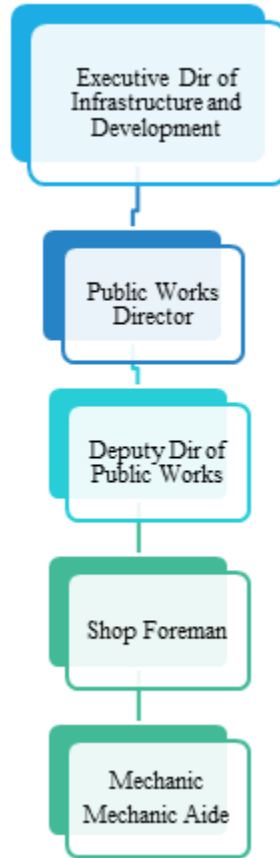 Executive Dir of
Infrastructure and
Development
Public Works
Director
Deputy Dir of
Public Works
Shop Foreman
Mechanic
Mechanic Aide